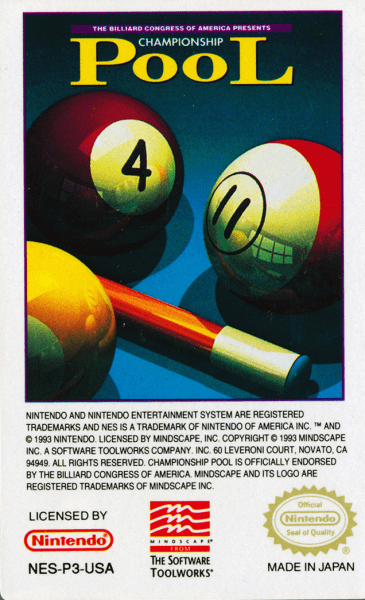 THE BILLIARD CONGRESS OF AMERICA PRESENTS
CHAMPIONSHIP
POOL
4
11
NINTENDO AND NINTENDO ENTERTAINMENT SYSTEM ARE REGISTERED
TRADEMARKS AND NES IS A TRADEMARK OF NINTENDO OF AMERICA INC. ™ AND
© 1993 NINTENDO. LICENSED BY MINDSCAPE, INC. COPYRIGHT © 1993 MINDSCAPE
INC. A SOFTWARE TOOLWORKS COMPANY. INC. 60 LEVERONI COURT, NOVATO, CA
94949. ALL RIGHTS RESERVED. CHAMPIONSHIP POOL IS OFFICIALLY ENDORSED
BY THE BILLIARD CONGRESS OF AMERICA. MINDSCAPE AND ITS LOGO ARE
REGISTERED TRADEMARKS OF MINDSCAPE INC.
LICENSED BY
Nintendo®
NES-P3-USA
MINDSCAPE®
FROM
THE SOFTWARE
TOOLWORKS®
Official
Nintendo
Seal of Quality
®
MADE IN JAPAN